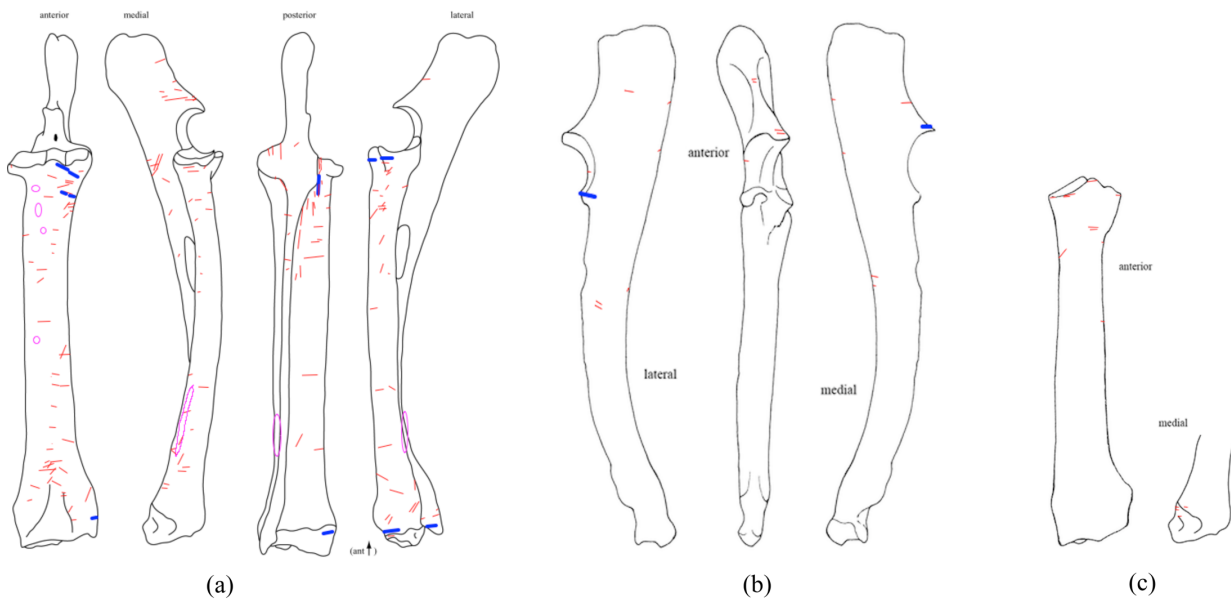 anterior medial posterior lateral
anterior
lateral
medial
anterior
medial
(ant ↑)
(a) (b) (c)